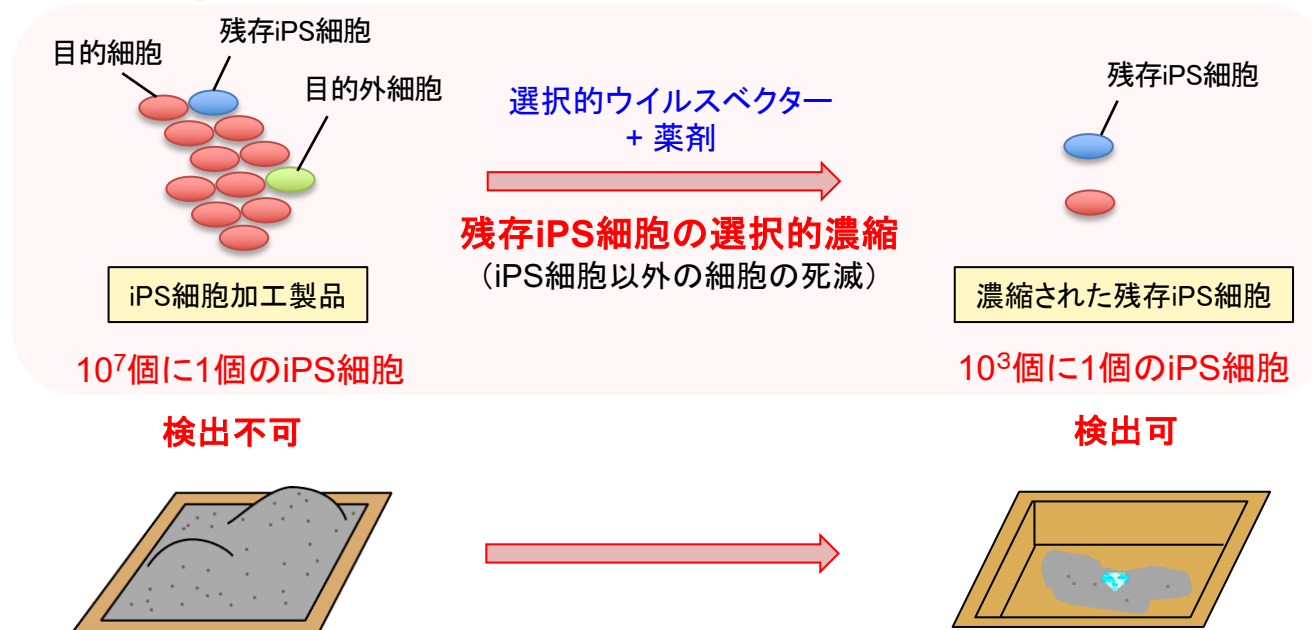 目的細胞
残存iPS細胞
目的外細胞
選択的ウイルスベクター
+ 薬剤
残存iPS細胞の選択的濃縮
（iPS細胞以外の細胞の死滅）
残存iPS細胞
iPS細胞加工製品
濃縮された残存iPS細胞
10⁷個に1個のiPS細胞
10³個に1個のiPS細胞
検出不可
検出可